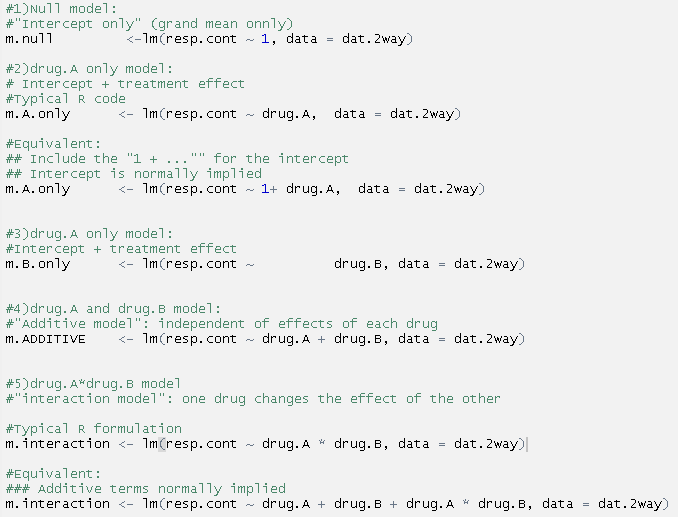 #1)Null model:
#"Intercept only" (grand mean onnly)
m.null <-lm(resp.cont ~ 1, data = dat.2way)
#2)drug.A only model:
# Intercept + treatment effect
#Typical R code
m.A.only <- lm(resp.cont ~ drug.A, data = dat.2way)
#Equivalent:
## Include the "1 + ..."" for the intercept
## Intercept is normally implied
m.A.only <- lm(resp.cont ~ 1+ drug.A, data = dat.2way)
#3)drug.A only model:
#Intercept + treatment effect
m.B.only <- lm(resp.cont ~ drug.B, data = dat.2way)
#4)drug.A and drug.B model:
#"Additive model": independent of effects of each drug
m.ADDITIVE <- lm(resp.cont ~ drug.A + drug.B, data = dat.2way)
#5)drug.A*drug.B model
#"interaction model": one drug changes the effect of the other
#Typical R formulation
m.interaction <- lm(resp.cont ~ drug.A * drug.B, data = dat.2way)
#Equivalent:
### Additive terms normally implied
m.interaction <- lm(resp.cont ~ drug.A + drug.B + drug.A * drug.B, data = dat.2way)